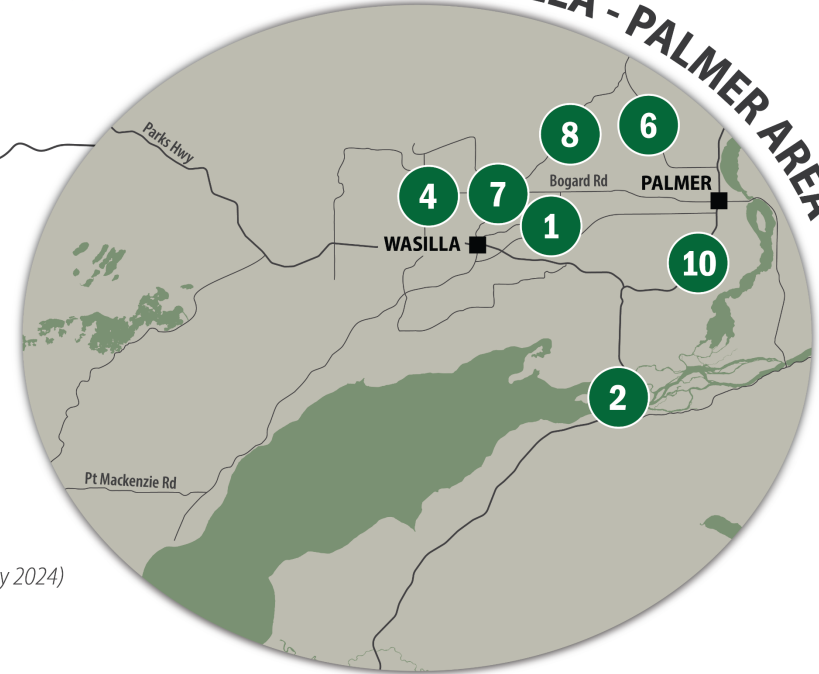 - PALMER AREA
Parks Hwy
8
6
4
7
Bogard Rd
PALMER
1
WASILLA
10
2
Pt Mackenzie Rd
2024)